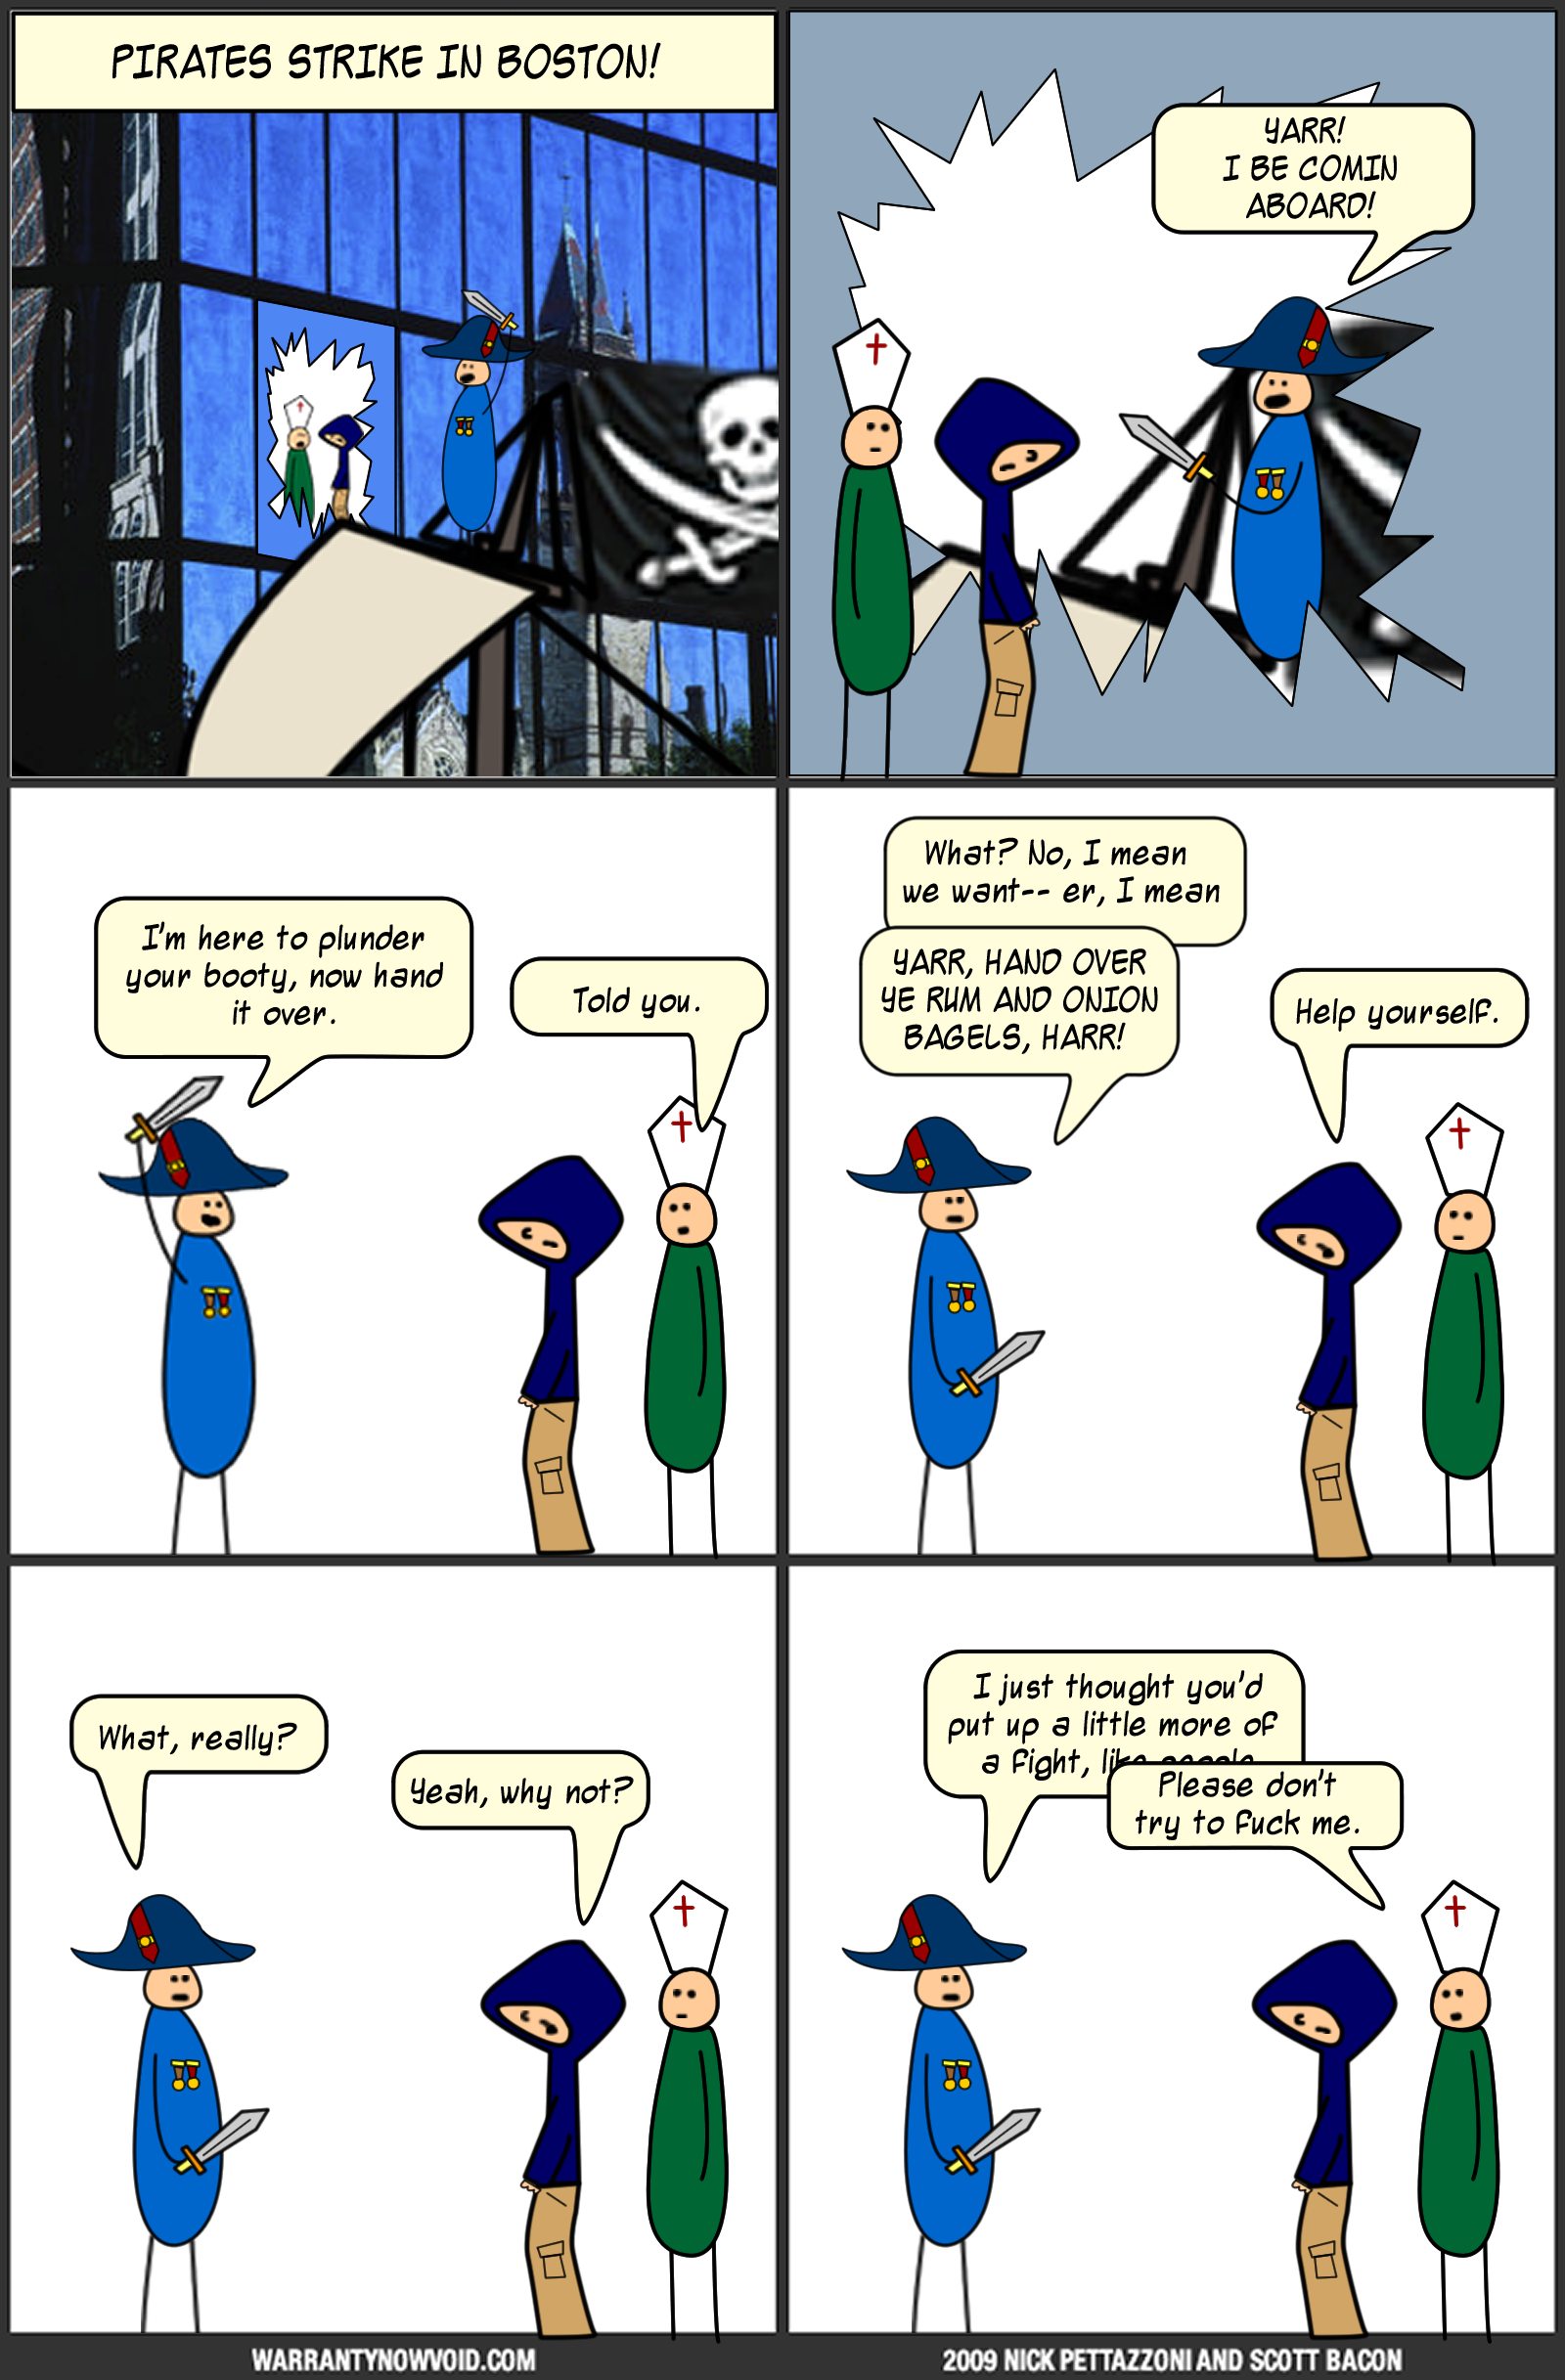 PIRATES STRIKE IN BOSTON!
YARR!
I BE COMIN
ABOARD!
I'm here to plunder
your booty, now hand
it over.
Told you.
What? No, I mean
we want-- er, I mean
YARR, HAND OVER
YE RUM AND ONION
BAGELS, HARR!
Help yourself.
What, really?
Yeah, why not?
I just thought you'd
put up a little more of
a fight,
Please don't
try to fuck me.
WARRANTYNOWVOID.COM
2009 NICK PETTAZZONI AND SCOTT BACON